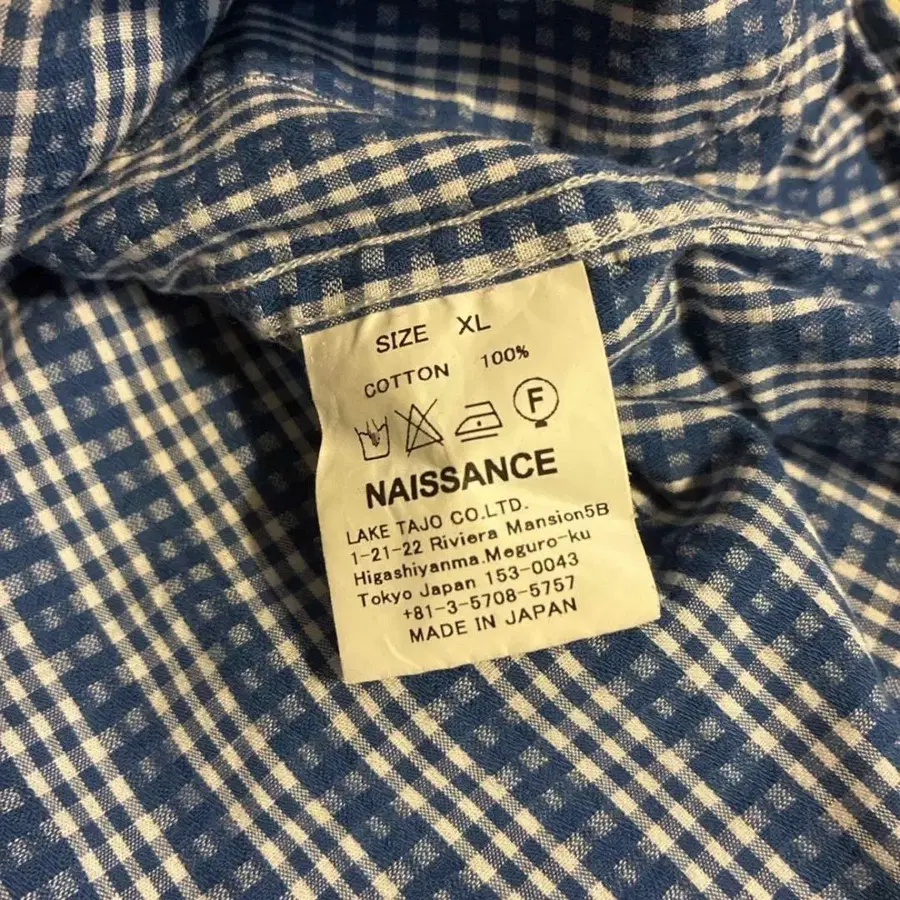 SIZE XL
COTTON 100%
F
NAISSANCE
LAKE TAJO CO.LTD.
1-21-22 Riviera Mansion5B
Higashiyanma.Meguro-ku
Tokyo Japan 153-0043
+81-3-5708-5757
MADE IN JAPAN